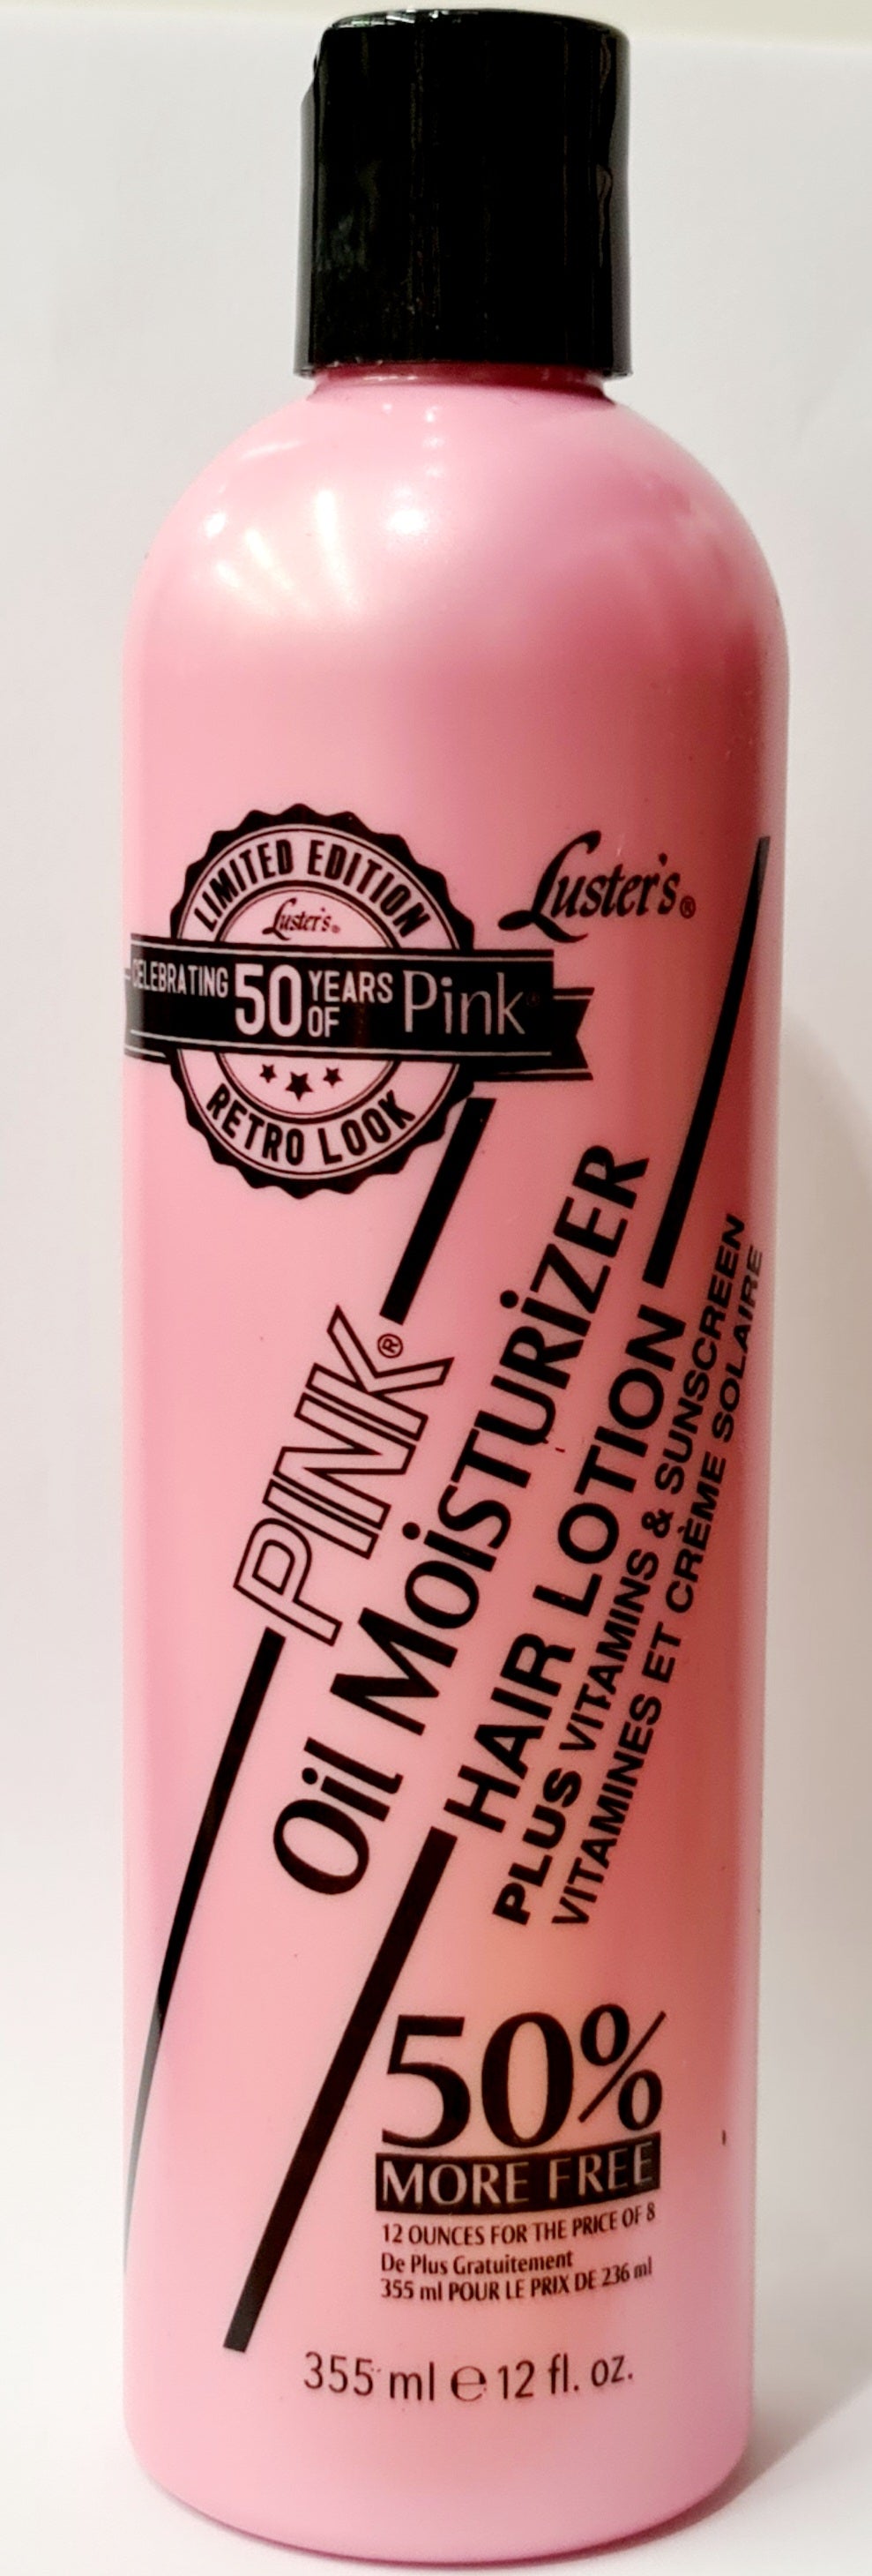 LIMITED EDITION
Luster's®
CELEBRATING 50 YEARS OF Pink®
RETRO LOOK
Luster's®
PINK®
Oil MOiSTURiZER
HAIR LOTION
PLUS VITAMINS & SUNSCREEN
VITAMINES ET CRÈME SOLAIRE
50%
MORE FREE
12 OUNCES FOR THE PRICE OF 8
De Plus Gratuitement
355 ml POUR LE PRIX DE 236 ml
355 ml ℮ 12 fl. oz.